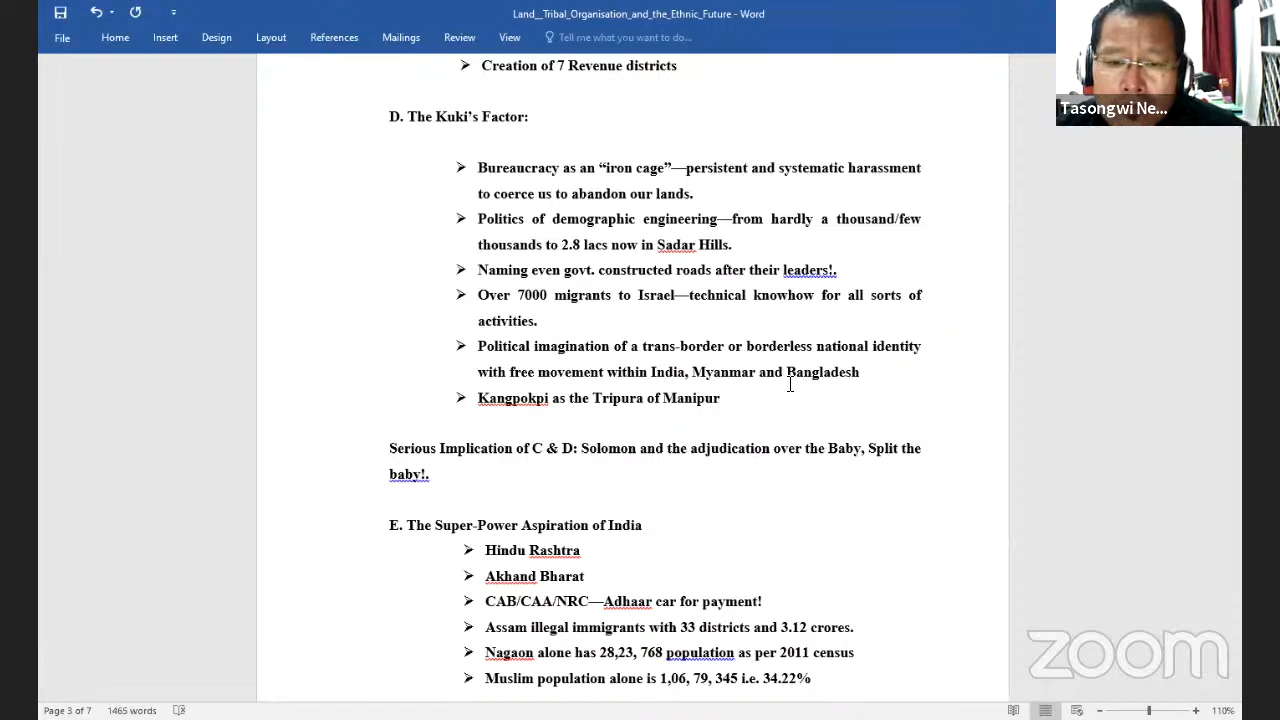 Land__Tribal_Organisation_and_the_Ethnic_Future - Word
File Home Insert Design Layout References Mailings Review View Tell me what you want to do...
Tasongwi Ne...
➢ Creation of 7 Revenue districts
D. The Kuki's Factor:
➢ Bureaucracy as an “iron cage”—persistent and systematic harassment
to coerce us to abandon our lands.
➢ Politics of demographic engineering—from hardly a thousand/few
thousands to 2.8 lacs now in Sadar Hills.
➢ Naming even govt. constructed roads after their leaders!.
➢ Over 7000 migrants to Israel—technical knowhow for all sorts of
activities.
➢ Political imagination of a trans-border or borderless national identity
with free movement within India, Myanmar and Bangladesh
➢ Kangpokpi as the Tripura of Manipur
Serious Implication of C & D: Solomon and the adjudication over the Baby, Split the
baby!.
E. The Super-Power Aspiration of India
➢ Hindu Rashtra
➢ Akhand Bharat
➢ CAB/CAA/NRC—Adhaar car for payment!
➢ Assam illegal immigrants with 33 districts and 3.12 crores.
➢ Nagaon alone has 28,23, 768 population as per 2011 census
➢ Muslim population alone is 1,06, 79, 345 i.e. 34.22%
zoom
Page 3 of 7 1465 words 110%